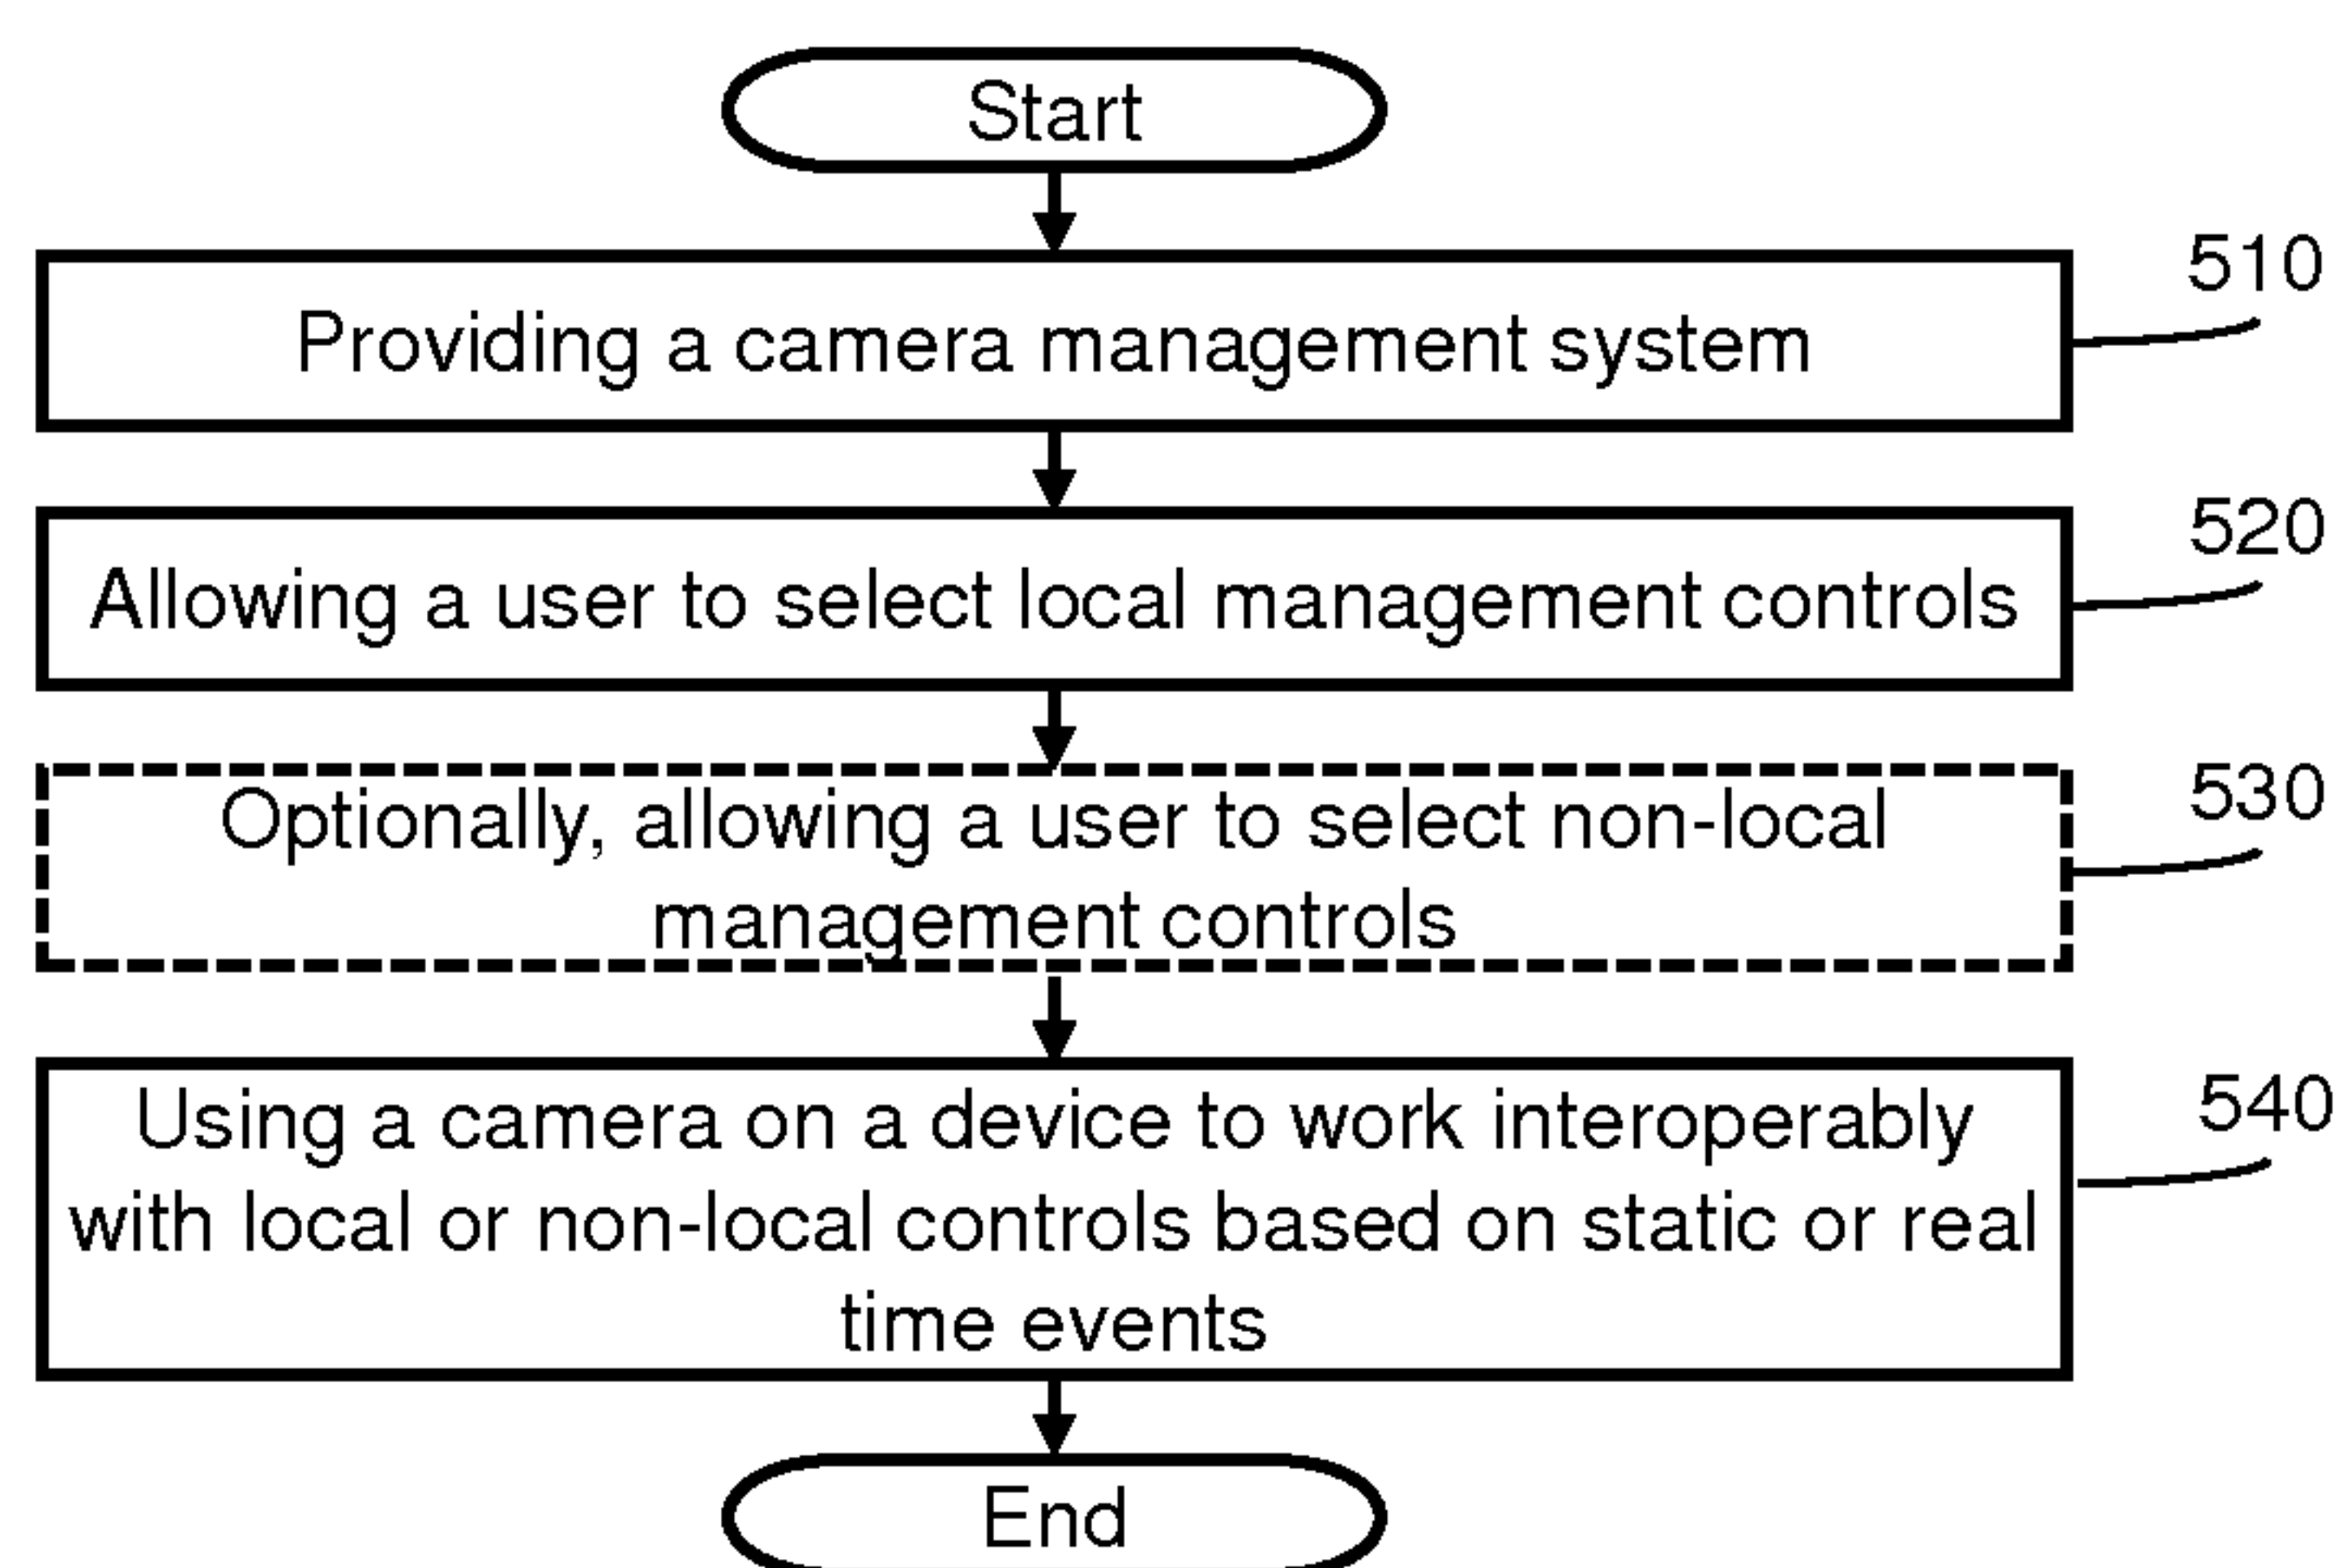 Start
510
Providing a camera management system
520
Allowing a user to select local management controls
530
Optionally, allowing a user to select non-local
management controls
540
Using a camera on a device to work interoperably
with local or non-local controls based on static or real
time events
End